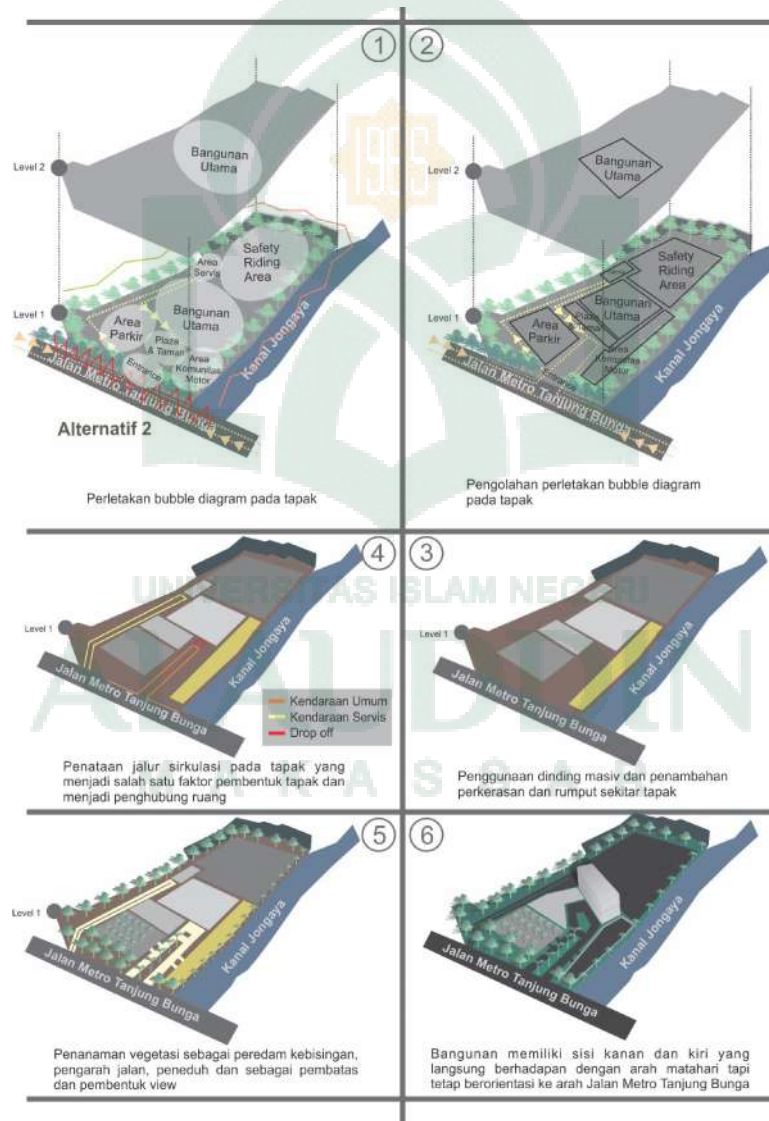 1
Level 2
Bangunan
Utama
Safety
Riding
Area
Area
Servis
Level 1
Bangunan
Utama
Area
Parkir
Plaza
& Taman
Area
Komunitas
Motor
Entrance
Kanal Jongaya
Jalan Metro Tanjung Bunga
Alternatif 2
Perletakan bubble diagram pada tapak
2
Level 2
Bangunan
Utama
Safety
Riding
Area
Level 1
Bangunan
Utama
Area
Parkir
Plaza
& Taman
Area
Komunitas
Motor
Entrance
Kanal Jongaya
Jalan Metro Tanjung Bunga
Pengolahan perletakan bubble diagram
pada tapak
1965
4
Level 1
Kanal Jongaya
Jalan Metro Tanjung Bunga
Kendaraan Umum
Kendaraan Servis
Drop off
Penataan jalur sirkulasi pada tapak yang
menjadi salah satu faktor pembentuk tapak dan
menjadi penghubung ruang
3
Level 1
Kanal Jongaya
Jalan Metro Tanjung Bunga
Penggunaan dinding masiv dan penambahan
perkerasan dan rumput sekitar tapak
UNIVERSITAS ISLAM NEGERI
ALAUDDIN
MAKASSAR
5
Level 1
Kanal Jongaya
Jalan Metro Tanjung Bunga
Penanaman vegetasi sebagai peredam kebisingan,
pengarah jalan, peneduh dan sebagai pembatas
dan pembentuk view
6
Kanal Jongaya
Jalan Metro Tanjung Bunga
Bangunan memiliki sisi kanan dan kiri yang
langsung berhadapan dengan arah matahari tapi
tetap berorientasi ke arah Jalan Metro Tanjung Bunga